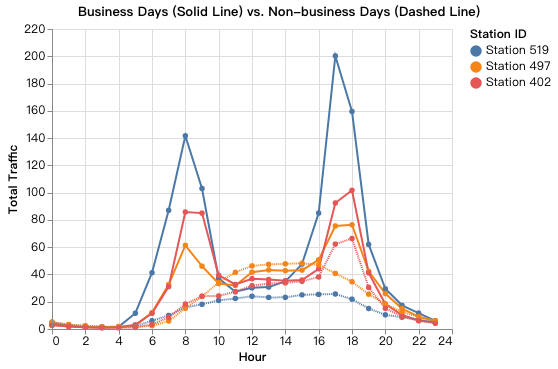 Business Days (Solid Line) vs. Non-business Days (Dashed Line)
Station ID
Station 519
Station 497
Station 402
Total Traffic
220
200
180
160
140
120
100
80
60
40
20
0
0 2 4 6 8 10 12 14 16 18 20 22 24
Hour